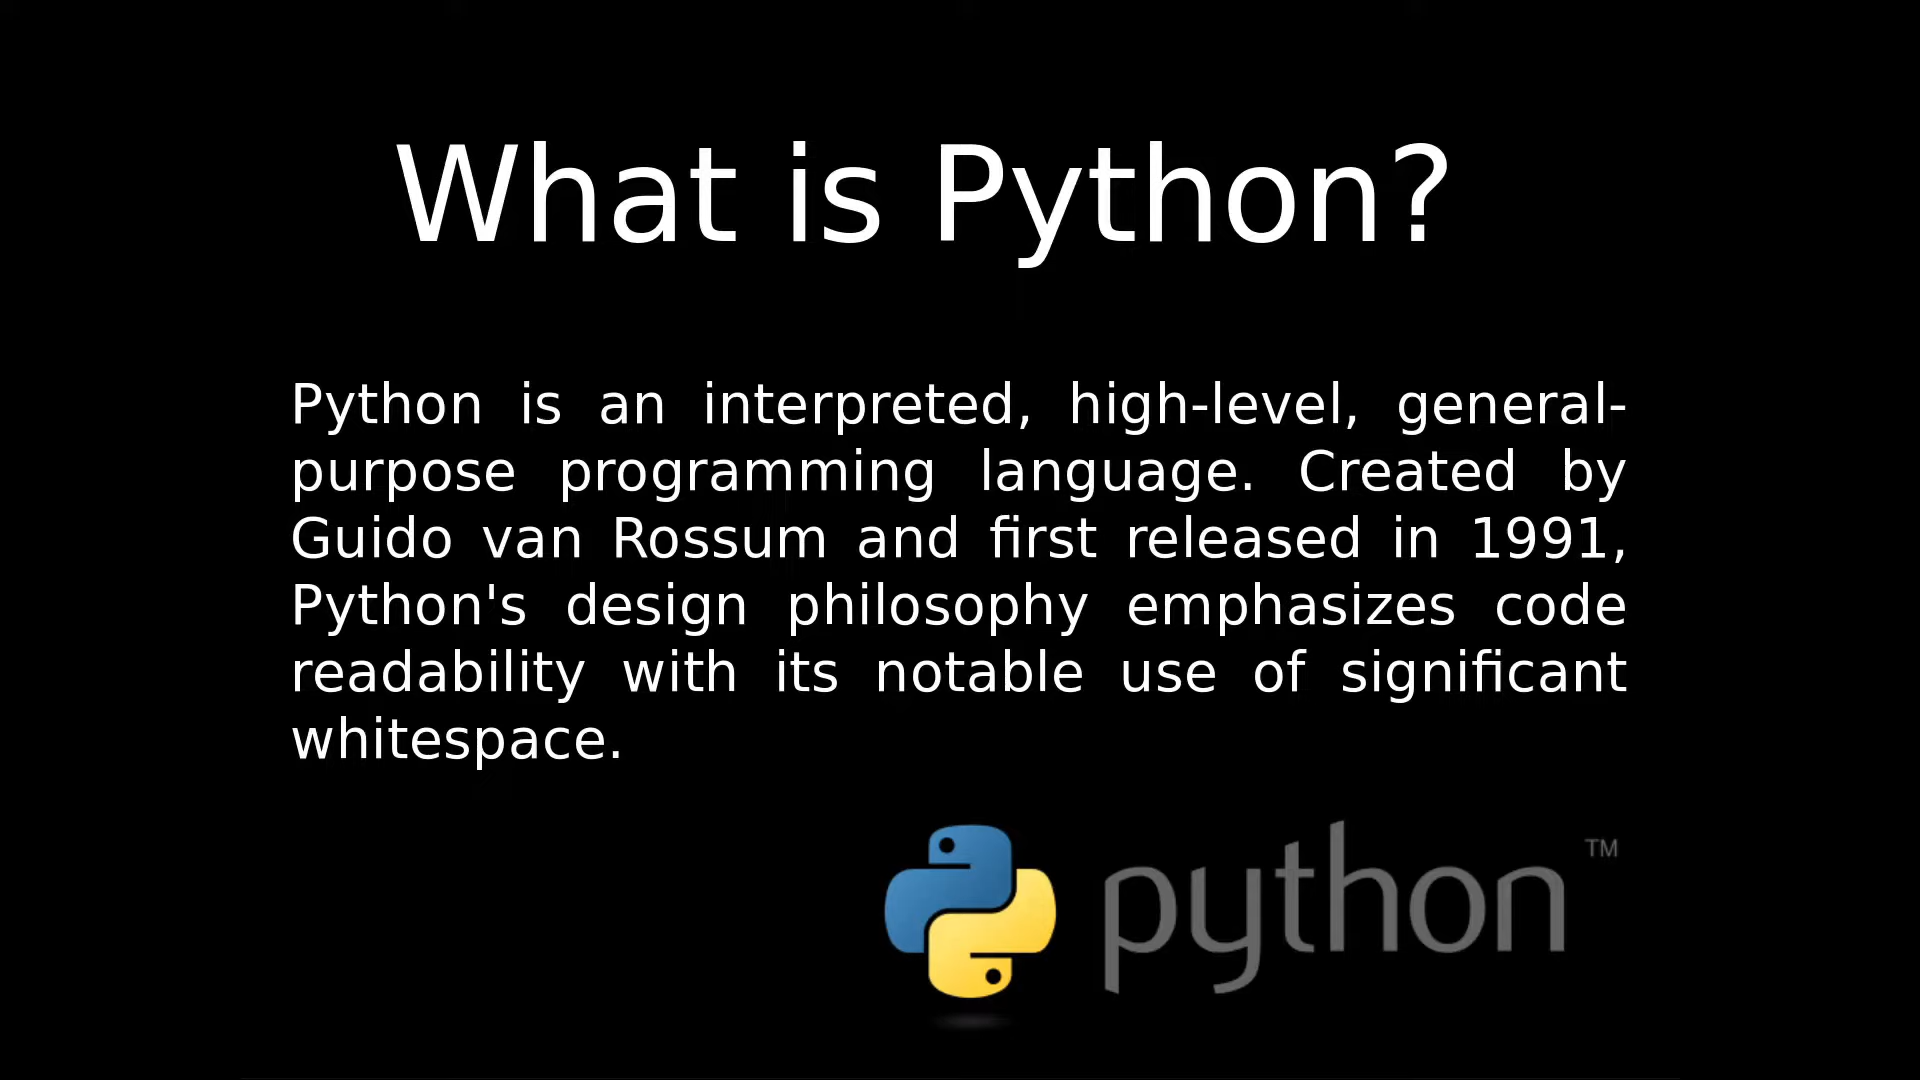 What is Python?
Python is an interpreted, high-level, general-
purpose programming language. Created by
Guido van Rossum and first released in 1991,
Python's design philosophy emphasizes code
readability with its notable use of significant
whitespace.
python™